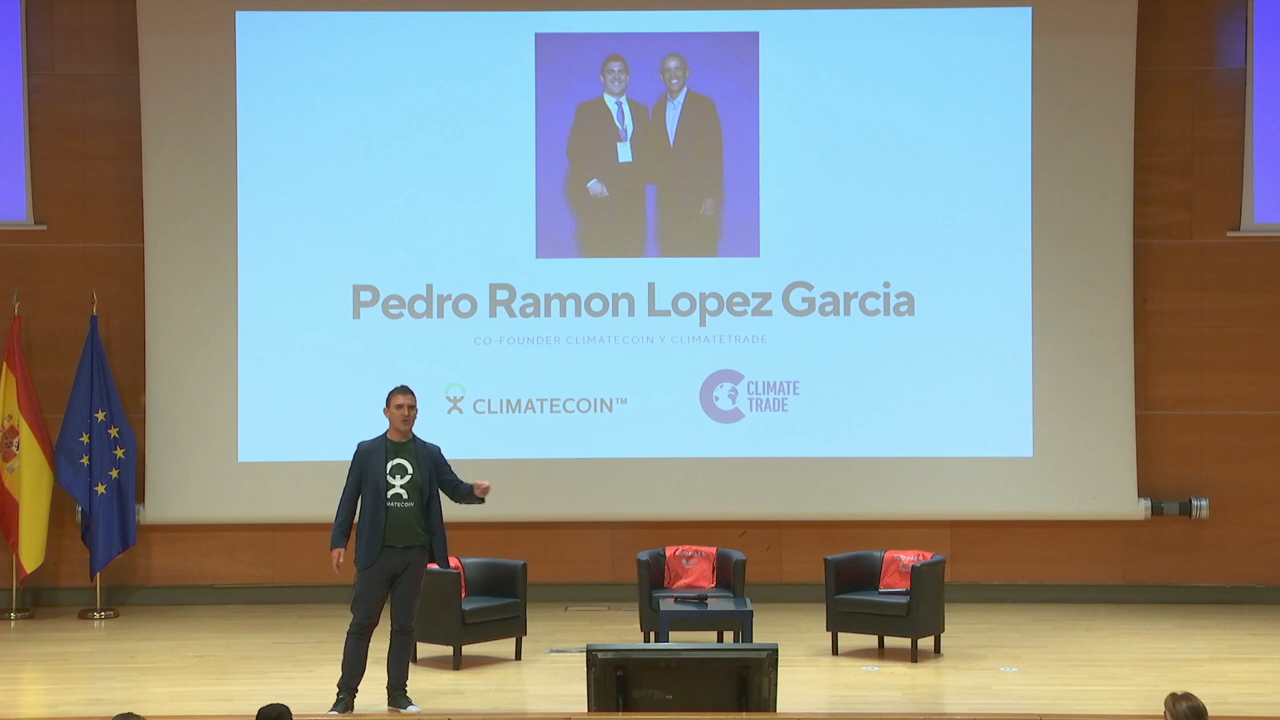 Pedro Ramon Lopez Garcia
CO-FOUNDER CLIMATECOIN Y CLIMATETRADE
CLIMATECOIN™
CLIMATE
TRADE